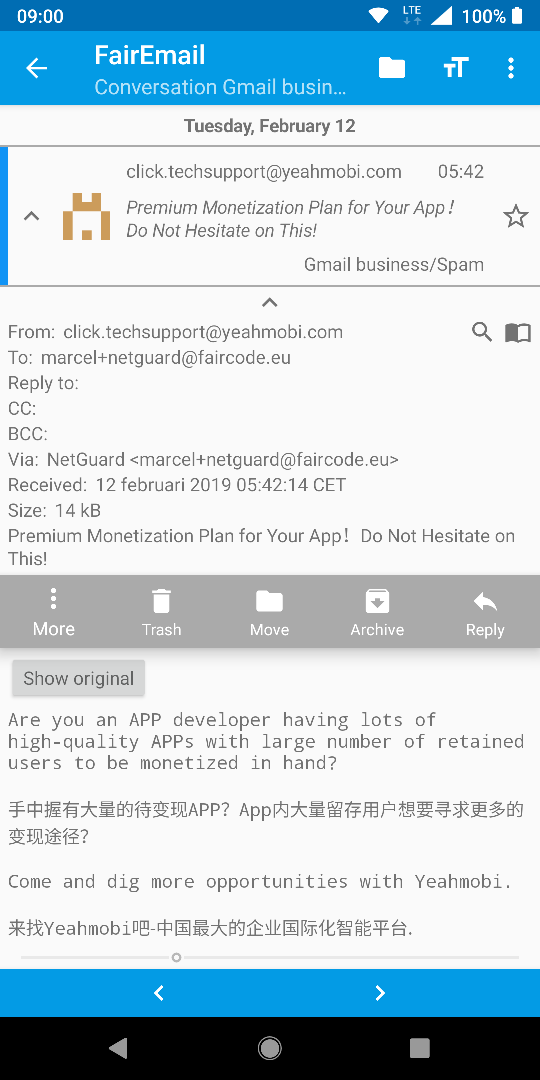 09:00
LTE
100%
FairEmail
Conversation Gmail busin...
Tuesday, February 12
click.techsupport@yeahmobi.com 05:42
Premium Monetization Plan for Your App！
Do Not Hesitate on This!
Gmail business/Spam
From: click.techsupport@yeahmobi.com
To: marcel+netguard@faircode.eu
Reply to:
CC:
BCC:
Via: NetGuard <marcel+netguard@faircode.eu>
Received: 12 februari 2019 05:42:14 CET
Size: 14 kB
Premium Monetization Plan for Your App！Do Not Hesitate on
This!
More Trash Move Archive Reply
Show original
Are you an APP developer having lots of
high-quality APPs with large number of retained
users to be monetized in hand?
手中握有大量的待变现APP？App内大量留存用户想要寻求更多的
变现途径？
Come and dig more opportunities with Yeahmobi.
来找Yeahmobi吧-中国最大的企业国际化智能平台.